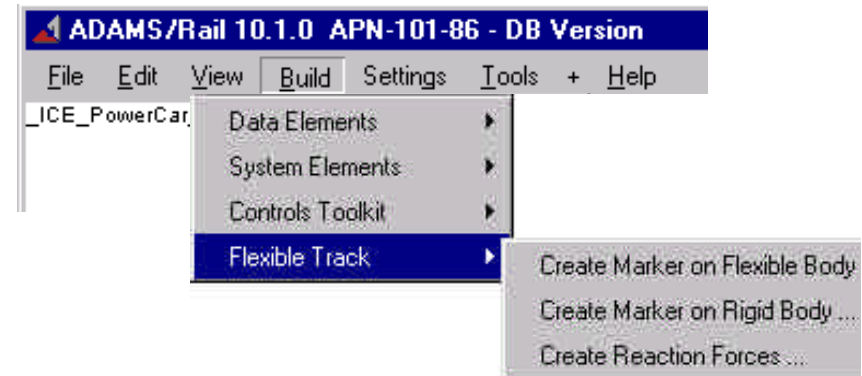 ADAMS/Rail 10.1.0 APN-101-86 - DB Version
File Edit View Build Settings Tools + Help
_ICE_PowerCar_
Data Elements
System Elements
Controls Toolkit
Flexible Track
Create Marker on Flexible Body
Create Marker on Rigid Body ...
Create Reaction Forces ...